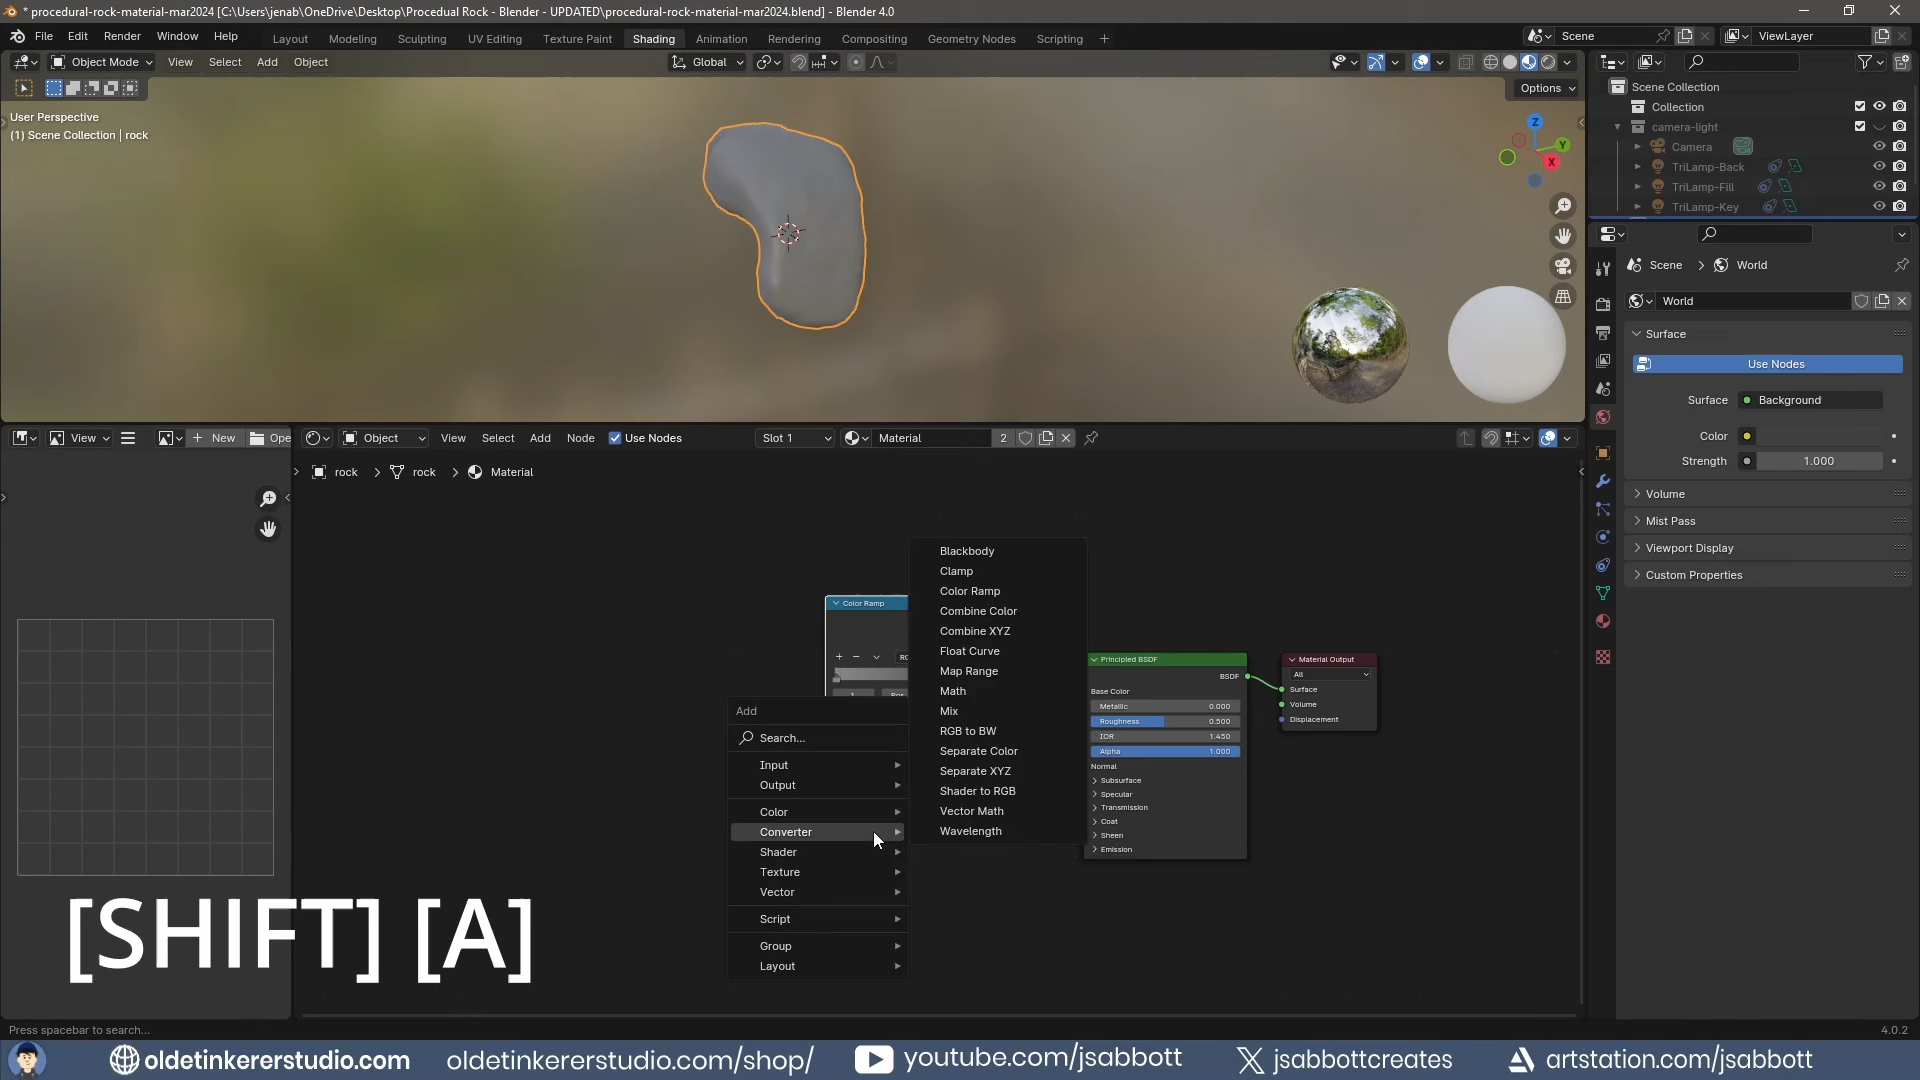 * procedural-rock-material-mar2024 [C:\Users\jenab\OneDrive\Desktop\Procedual Rock - Blender - UPDATED\procedural-rock-material-mar2024.blend] - Blender 4.0
File Edit Render Window Help Layout Modeling Sculpting UV Editing Texture Paint Shading Animation Rendering Compositing Geometry Nodes Scripting + Scene ViewLayer
Object Mode View Select Add Object Global
Options
User Perspective
(1) Scene Collection | rock
Z
Y
X
Scene Collection
Collection
camera-light
Camera
TriLamp-Back
TriLamp-Fill
TriLamp-Key
Scene > World
World
Surface
Use Nodes
Surface Background
Color
Strength 1.000
Volume
Mist Pass
Viewport Display
Custom Properties
View + New Ope
Object View Select Add Node Use Nodes Slot 1 Material 2
rock > rock > Material
Color Ramp
Add
Search...
Input
Output
Color
Converter
Shader
Texture
Vector
Script
Group
Layout
Blackbody
Clamp
Color Ramp
Combine Color
Combine XYZ
Float Curve
Map Range
Math
Mix
RGB to BW
Separate Color
Separate XYZ
Shader to RGB
Vector Math
Wavelength
Principled BSDF
BSDF
Base Color
Metallic 0.000
Roughness 0.500
IOR 1.450
Alpha 1.000
Normal
Subsurface
Specular
Transmission
Coat
Sheen
Emission
Material Output
All
Surface
Volume
Displacement
[SHIFT] [A]
Press spacebar to search...
4.0.2
oldetinkererstudio.com oldetinkererstudio.com/shop/ youtube.com/jsabbott jsabbottcreates artstation.com/jsabbott